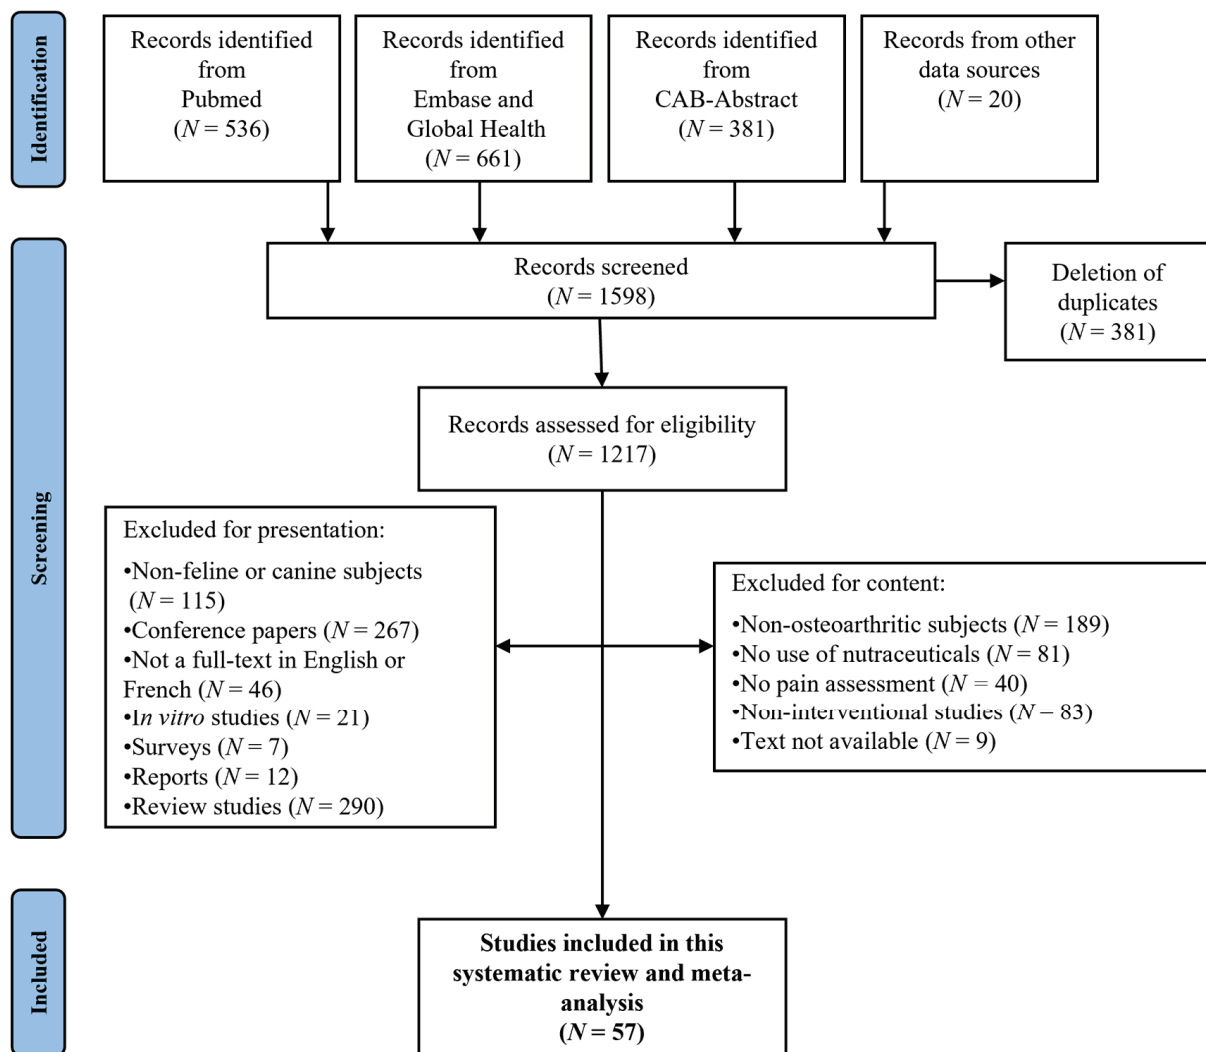 Identification
Records identified
from
Pubmed
(N = 536)
Records identified
from
Embase and
Global Health
(N = 661)
Records identified
from
CAB-Abstract
(N = 381)
Records from other
data sources
(N = 20)
Screening
Records screened
(N = 1598)
Deletion of
duplicates
(N = 381)
Records assessed for eligibility
(N = 1217)
Excluded for presentation:
•Non-feline or canine subjects
(N = 115)
•Conference papers (N = 267)
•Not a full-text in English or
French (N = 46)
•In vitro studies (N = 21)
•Surveys (N = 7)
•Reports (N = 12)
•Review studies (N = 290)
Excluded for content:
•Non-osteoarthritic subjects (N = 189)
•No use of nutraceuticals (N = 81)
•No pain assessment (N = 40)
•Non-interventional studies (N = 83)
•Text not available (N = 9)
Included
Studies included in this
systematic review and meta-
analysis
(N = 57)